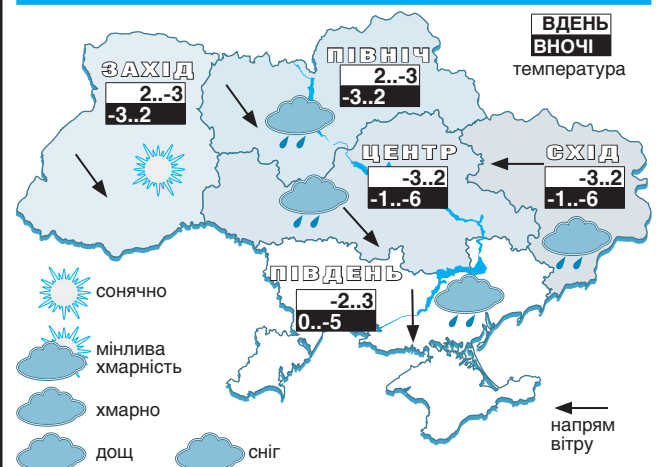 ВДЕНЬ
ВНОЧІ
температура
ПІВНІЧ
2..-3
-3..2
ЗАХІД
2..-3
-3..2
ЦЕНТР
-3..2
-1..-6
СХІД
-3..2
-1..-6
ПІВДЕНЬ
-2..3
0..-5
сонячно
мінлива
хмарність
хмарно
дощ
сніг
напрям
вітру